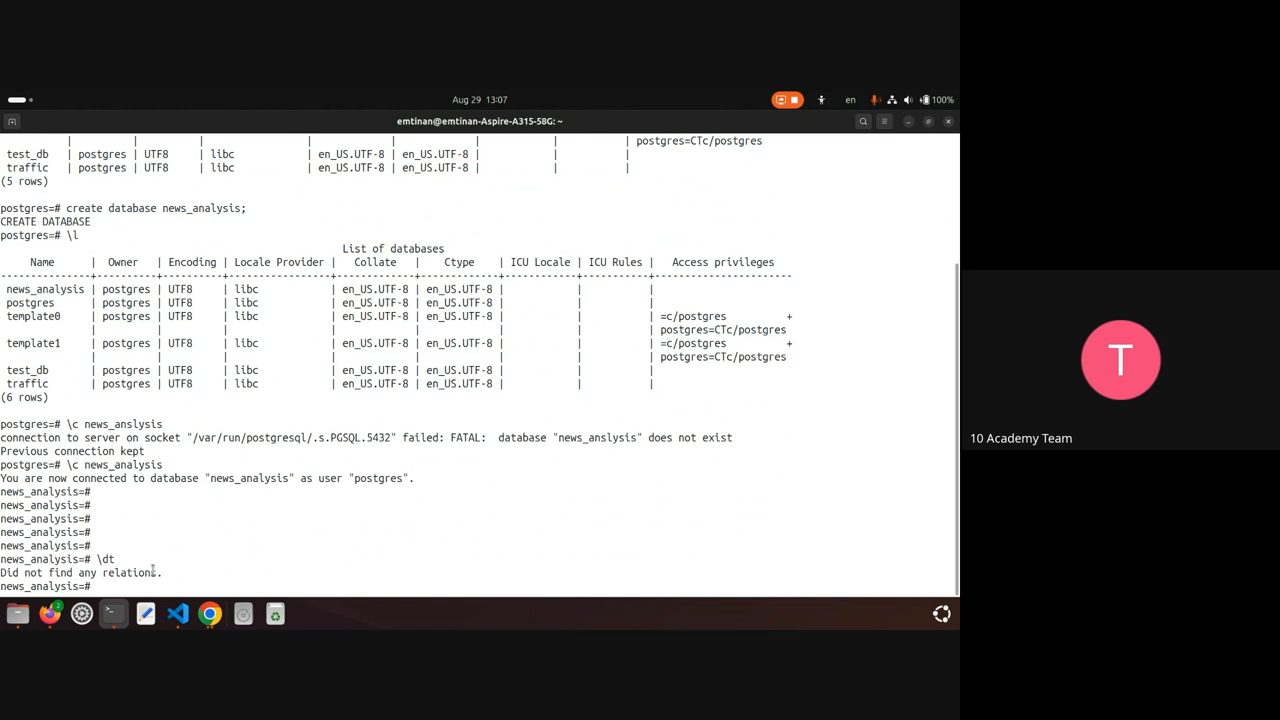 Aug 29 13:07
en
100%
emtinan@emtinan-Aspire-A315-58G: ~
| | | | | | | postgres=CTc/postgres
test_db | postgres | UTF8 | libc | en_US.UTF-8 | en_US.UTF-8 | | |
traffic | postgres | UTF8 | libc | en_US.UTF-8 | en_US.UTF-8 | | |
(5 rows)
postgres=# create database news_analysis;
CREATE DATABASE
postgres=# \l
List of databases
Name | Owner | Encoding | Locale Provider | Collate | Ctype | ICU Locale | ICU Rules | Access privileges
---------------+----------+----------+-----------------+-------------+-------------+------------+-----------+-----------------------
news_analysis | postgres | UTF8 | libc | en_US.UTF-8 | en_US.UTF-8 | | |
postgres | postgres | UTF8 | libc | en_US.UTF-8 | en_US.UTF-8 | | |
template0 | postgres | UTF8 | libc | en_US.UTF-8 | en_US.UTF-8 | | | =c/postgres +
| | | | | | | | postgres=CTc/postgres
template1 | postgres | UTF8 | libc | en_US.UTF-8 | en_US.UTF-8 | | | =c/postgres +
| | | | | | | | postgres=CTc/postgres
test_db | postgres | UTF8 | libc | en_US.UTF-8 | en_US.UTF-8 | | |
traffic | postgres | UTF8 | libc | en_US.UTF-8 | en_US.UTF-8 | | |
(6 rows)
postgres=# \c news_anslysis
connection to server on socket "/var/run/postgresql/.s.PGSQL.5432" failed: FATAL:  database "news_anslysis" does not exist
Previous connection kept
postgres=# \c news_analysis
You are now connected to database "news_analysis" as user "postgres".
news_analysis=#
news_analysis=#
news_analysis=#
news_analysis=#
news_analysis=#
news_analysis=# \dt
Did not find any relations.
news_analysis=#
2
T
10 Academy Team